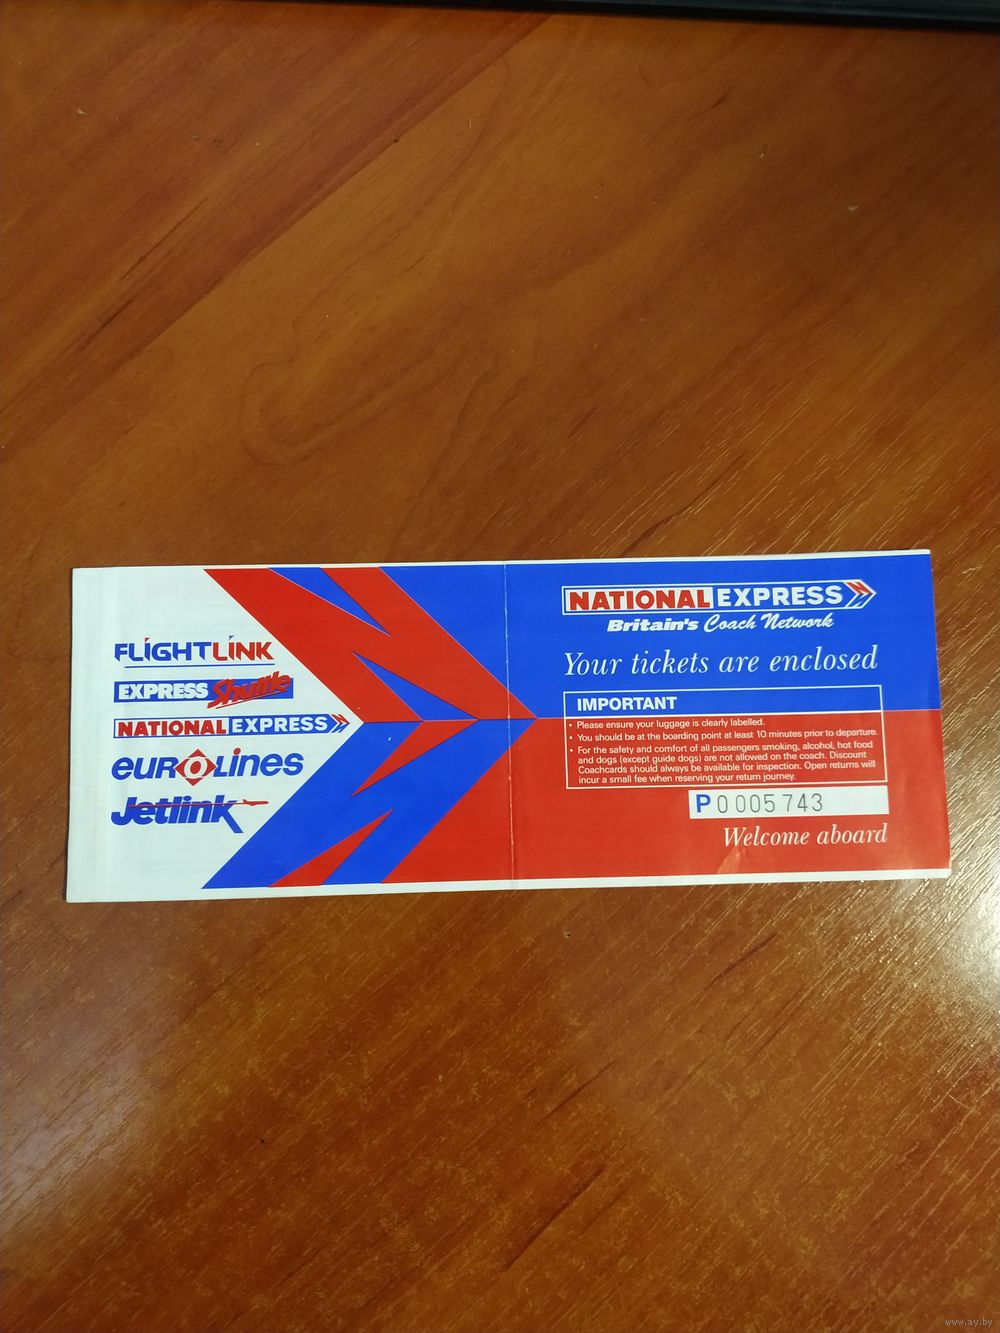 FLIGHTLINK
EXPRESS Shuttle
NATIONAL EXPRESS
EUROLINES
Jetlink
NATIONAL EXPRESS
Britain's Coach Network
Your tickets are enclosed
IMPORTANT
• Please ensure your luggage is clearly labelled.
• You should be at the boarding point at least 10 minutes prior to departure.
• For the safety and comfort of all passengers smoking, alcohol, hot food
and dogs (except guide dogs) are not allowed on the coach. Discount
Coachcards should always be available for inspection. Open returns will
incur a small fee when reserving your return journey.
P0005743
Welcome aboard
www.ay.by